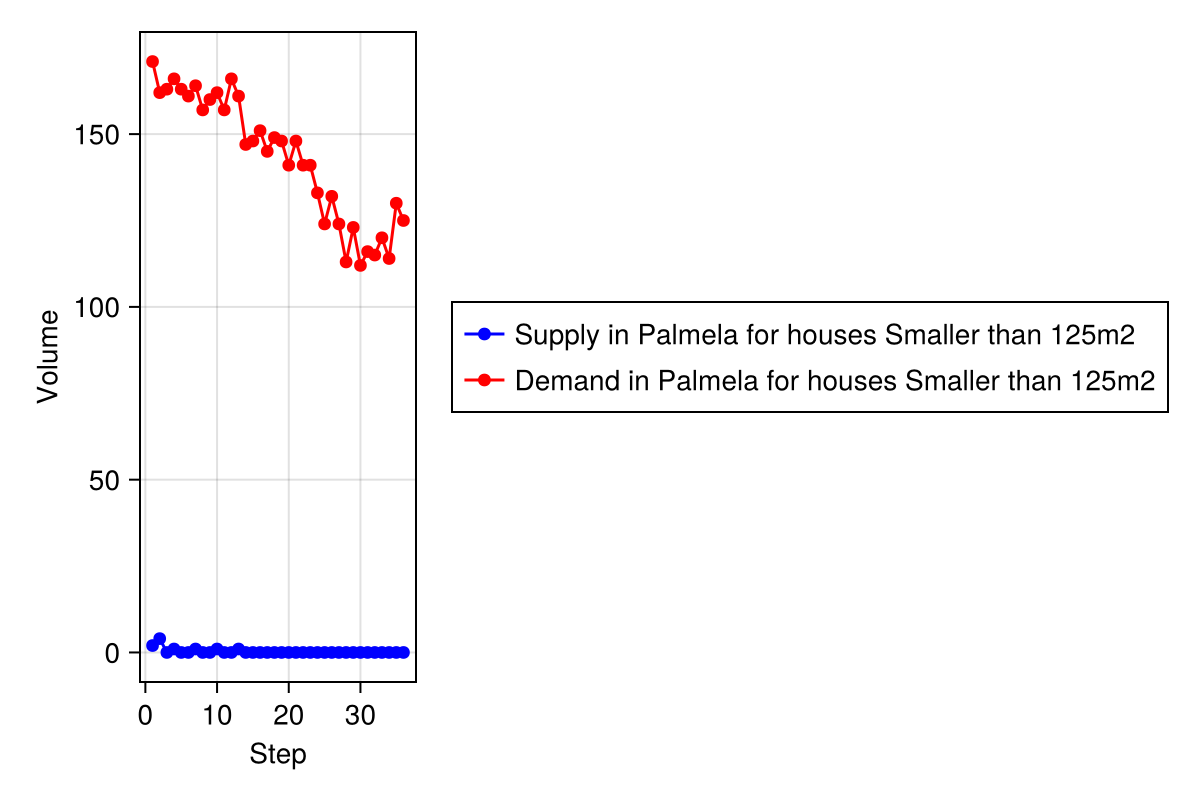 Volume
150
100
50
0
0 10 20 30
Step
Supply in Palmela for houses Smaller than 125m2
Demand in Palmela for houses Smaller than 125m2